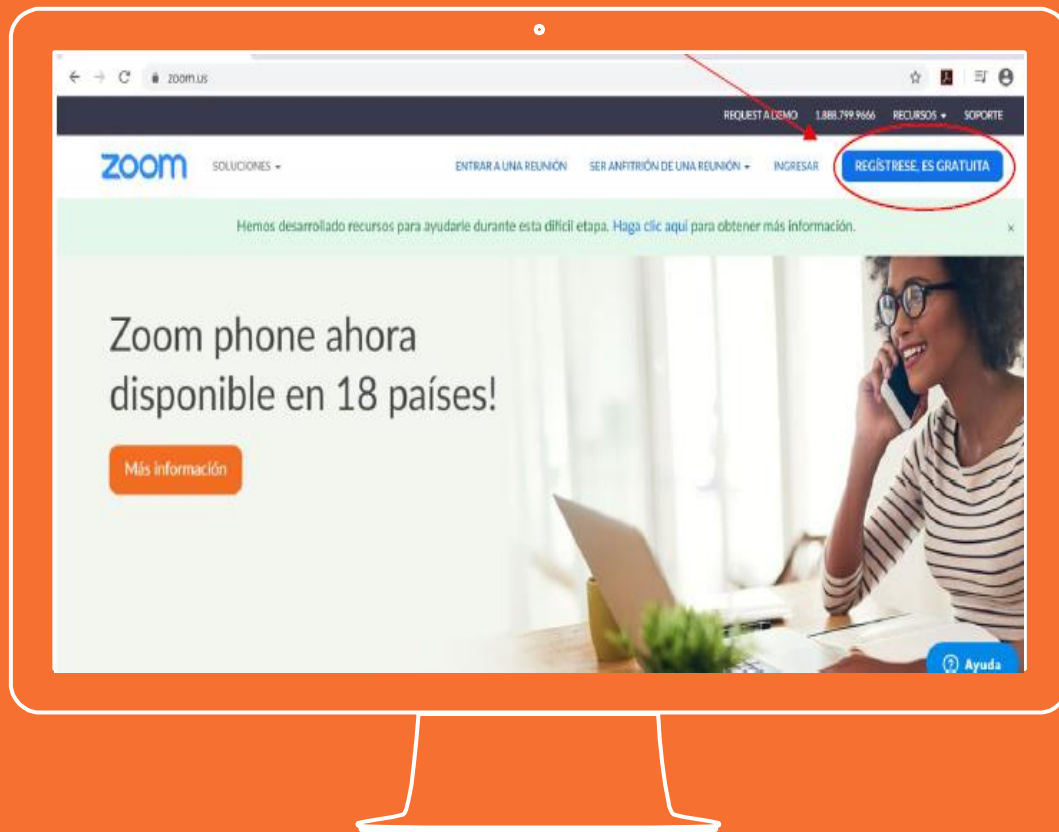 zoom.us
REQUEST A DEMO 1.888.799.9666 RECURSOS SOPORTE
zoom SOLUCIONES ENTRAR A UNA REUNIÓN SER ANFITRIÓN DE UNA REUNIÓN INGRESAR REGÍSTRESE, ES GRATUITA
Hemos desarrollado recursos para ayudarle durante esta difícil etapa. Haga clic aquí para obtener más información.
Zoom phone ahora
disponible en 18 países!
Más información
Ayuda